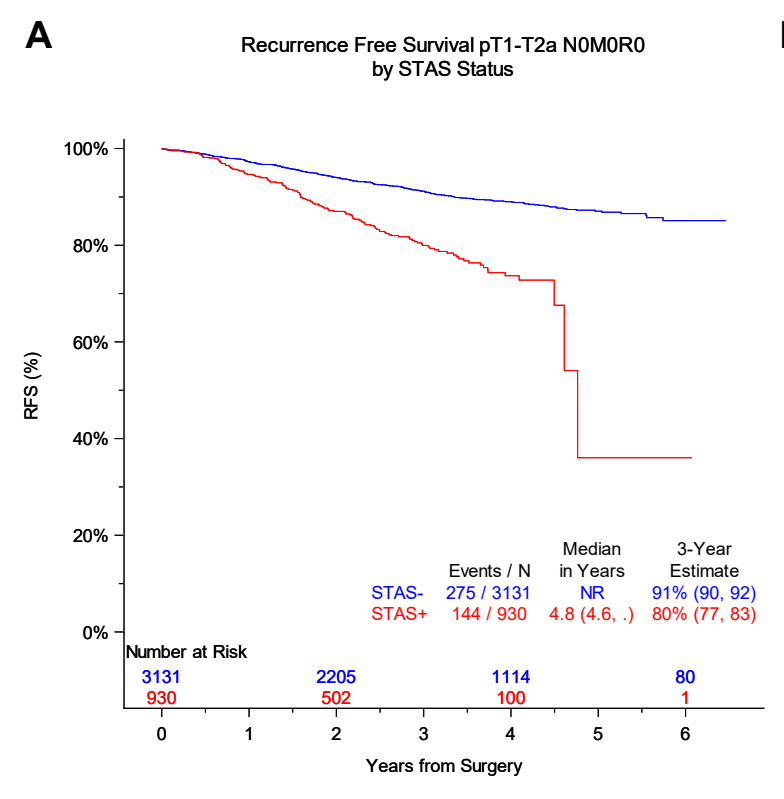 A
Recurrence Free Survival pT1-T2a N0M0R0
by STAS Status
100%
80%
60%
40%
20%
0%
RFS (%)
Median 3-Year
Events / N in Years Estimate
STAS- 275 / 3131 NR 91% (90, 92)
STAS+ 144 / 930 4.8 (4.6, .) 80% (77, 83)
Number at Risk
3131 2205 1114 80
930 502 100 1
0 1 2 3 4 5 6
Years from Surgery